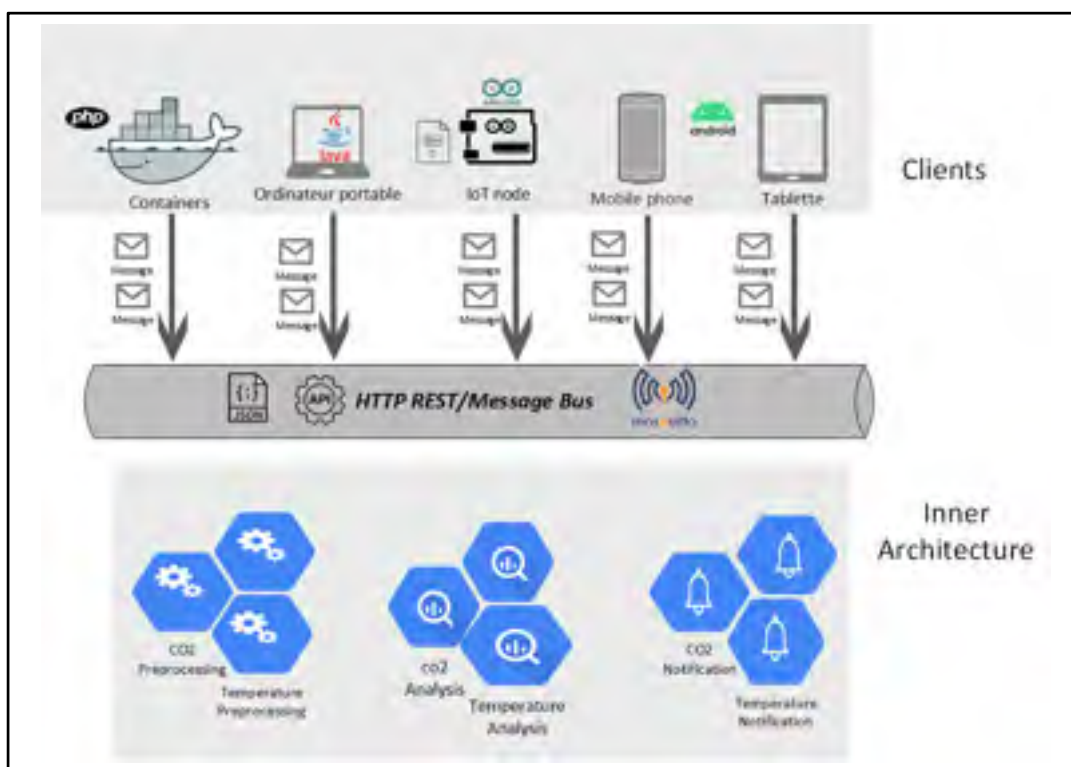 php
Java
android
Containers
Ordinateur portable
IoT node
Mobile phone
Tablette
Clients
Message
Message
Message
Message
Message
Message
Message
Message
Message
Message
{:}
JSON
API
HTTP REST/Message Bus
Inner
Architecture
CO2
Preprocessing
Temperature
Preprocessing
co2
Analysis
Temperature
Analysis
CO2
Notification
Temperature
Notification